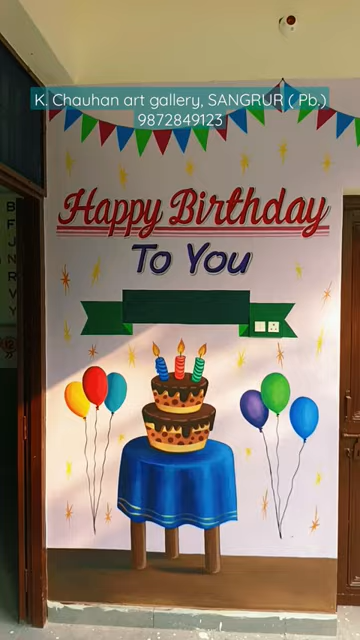 K. Chauhan art gallery, SANGRUR ( Pb.)
9872849123
Happy Birthday
To You
B
F
J
N
R
V
Y